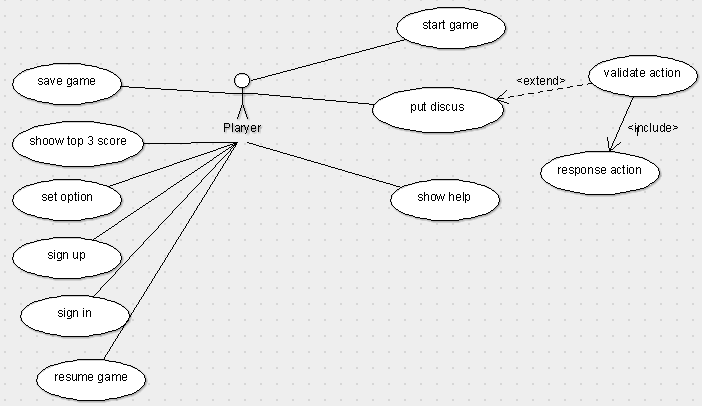 start game
save game
<extend>
validate action
put discus
Plaryer
<include>
shoow top 3 score
response action
set option
show help
sign up
sign in
resume game